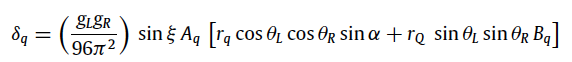 δ_q = ( g_L g_R / 96π² ) sin ξ A_q [r_q cos θ_L cos θ_R sin α + r_Q sin θ_L sin θ_R B_q]